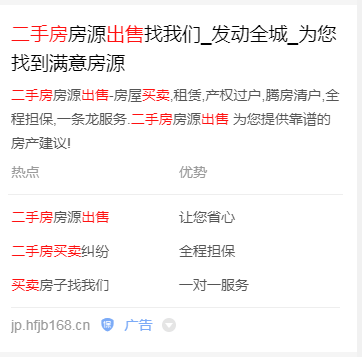 二手房房源出售找我们_发动全城_为您
找到满意房源
二手房房源出售-房屋买卖,租赁,产权过户,腾房清户,全
程担保,一条龙服务.二手房房源出售 为您提供靠谱的
房产建议!
热点 优势
二手房房源出售 让您省心
二手房买卖纠纷 全程担保
买卖房子找我们 一对一服务
jp.hfjb168.cn 保 广告